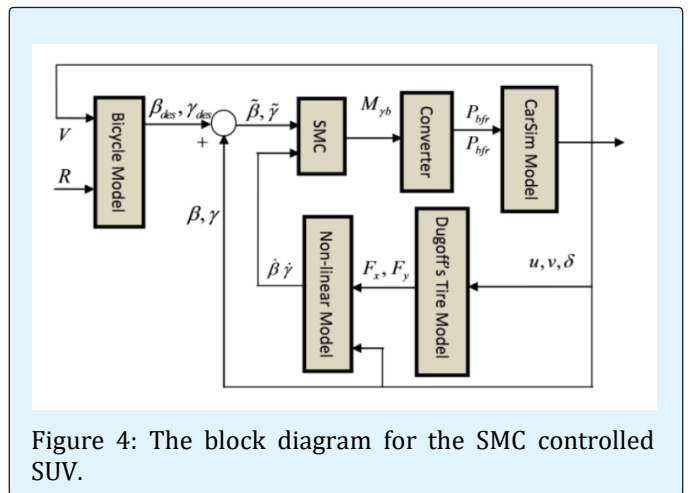 V
R
Bicycle Model
β_des, γ_des
+
β̃, γ̃
SMC
M_γb
Converter
P_bfr
P_bfr
CarSim Model
β, γ
β̇ γ̇
Non-linear Model
F_x, F_y
Dugoff's Tire Model
u, v, δ
Figure 4: The block diagram for the SMC controlled
SUV.